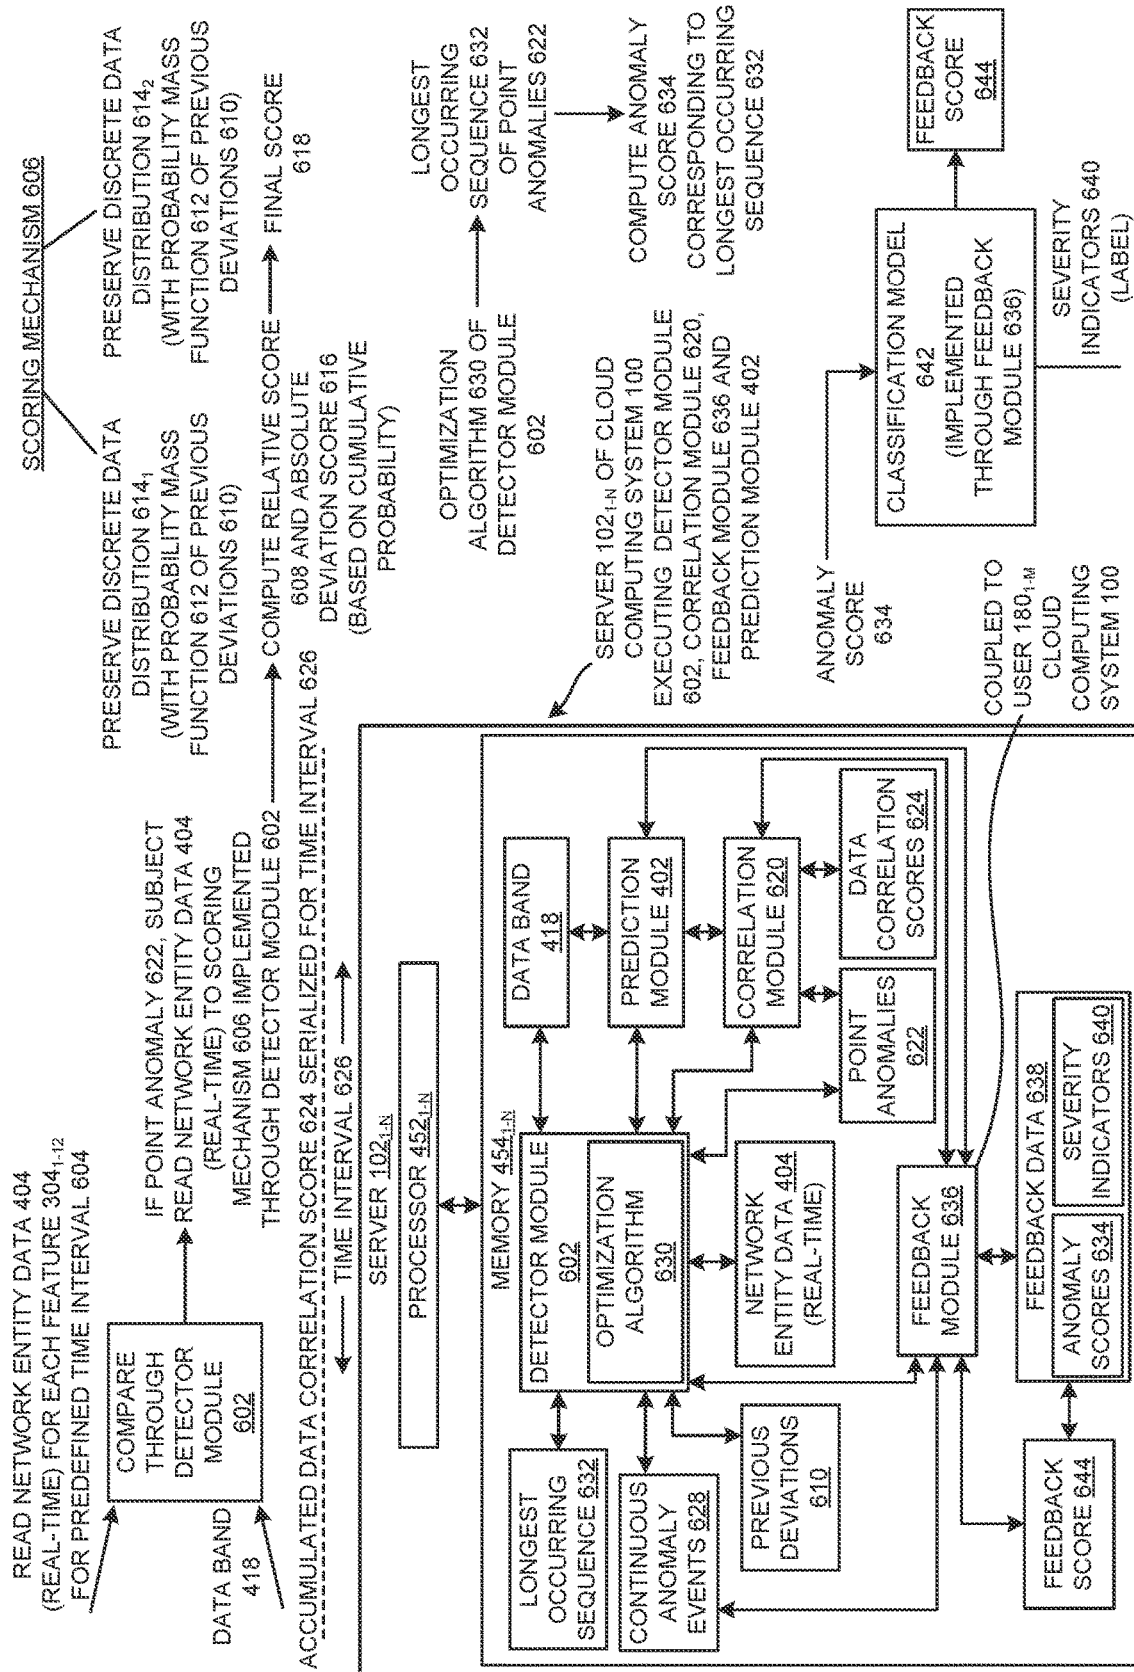 READ NETWORK ENTITY DATA 404
(REAL-TIME) FOR EACH FEATURE 304₁₋₁₂
FOR PREDEFINED TIME INTERVAL 604
DATA BAND
418
COMPARE
THROUGH
DETECTOR
MODULE
602
IF POINT ANOMALY 622, SUBJECT
READ NETWORK ENTITY DATA 404
(REAL-TIME) TO SCORING
MECHANISM 606 IMPLEMENTED
THROUGH DETECTOR MODULE 602
SCORING MECHANISM 606
PRESERVE DISCRETE DATA
DISTRIBUTION 614₁
(WITH PROBABILITY MASS
FUNCTION 612 OF PREVIOUS
DEVIATIONS 610)
PRESERVE DISCRETE DATA
DISTRIBUTION 614₂
(WITH PROBABILITY MASS
FUNCTION 612 OF PREVIOUS
DEVIATIONS 610)
COMPUTE RELATIVE SCORE
608 AND ABSOLUTE
DEVIATION SCORE 616
(BASED ON CUMULATIVE
PROBABILITY)
FINAL SCORE
618
ACCUMULATED DATA CORRELATION SCORE 624 SERIALIZED FOR TIME INTERVAL 626
TIME INTERVAL 626
OPTIMIZATION
ALGORITHM 630 OF
DETECTOR MODULE
602
LONGEST
OCCURRING
SEQUENCE 632
OF POINT
ANOMALIES 622
COMPUTE ANOMALY
SCORE 634
CORRESPONDING TO
LONGEST OCCURRING
SEQUENCE 632
SERVER 102₁₋ₙ OF CLOUD
COMPUTING SYSTEM 100
EXECUTING DETECTOR MODULE
602, CORRELATION MODULE 620,
FEEDBACK MODULE 636 AND
PREDICTION MODULE 402
SERVER 102₁₋ₙ
PROCESSOR 452₁₋ₙ
MEMORY 454₁₋ₙ
DETECTOR MODULE
602
OPTIMIZATION
ALGORITHM
630
DATA BAND
418
PREDICTION
MODULE 402
CORRELATION
MODULE 620
POINT
ANOMALIES
622
DATA
CORRELATION
SCORES 624
LONGEST
OCCURRING
SEQUENCE 632
CONTINUOUS
ANOMALY
EVENTS 628
PREVIOUS
DEVIATIONS
610
NETWORK
ENTITY DATA 404
(REAL-TIME)
FEEDBACK
MODULE 636
FEEDBACK DATA 638
ANOMALY
SCORES 634
SEVERITY
INDICATORS 640
FEEDBACK
SCORE 644
ANOMALY
SCORE
634
CLASSIFICATION MODEL
642
(IMPLEMENTED
THROUGH FEEDBACK
MODULE 636)
FEEDBACK
SCORE
644
SEVERITY
INDICATORS 640
(LABEL)
COUPLED TO
USER 180₁₋M
CLOUD
COMPUTING
SYSTEM 100